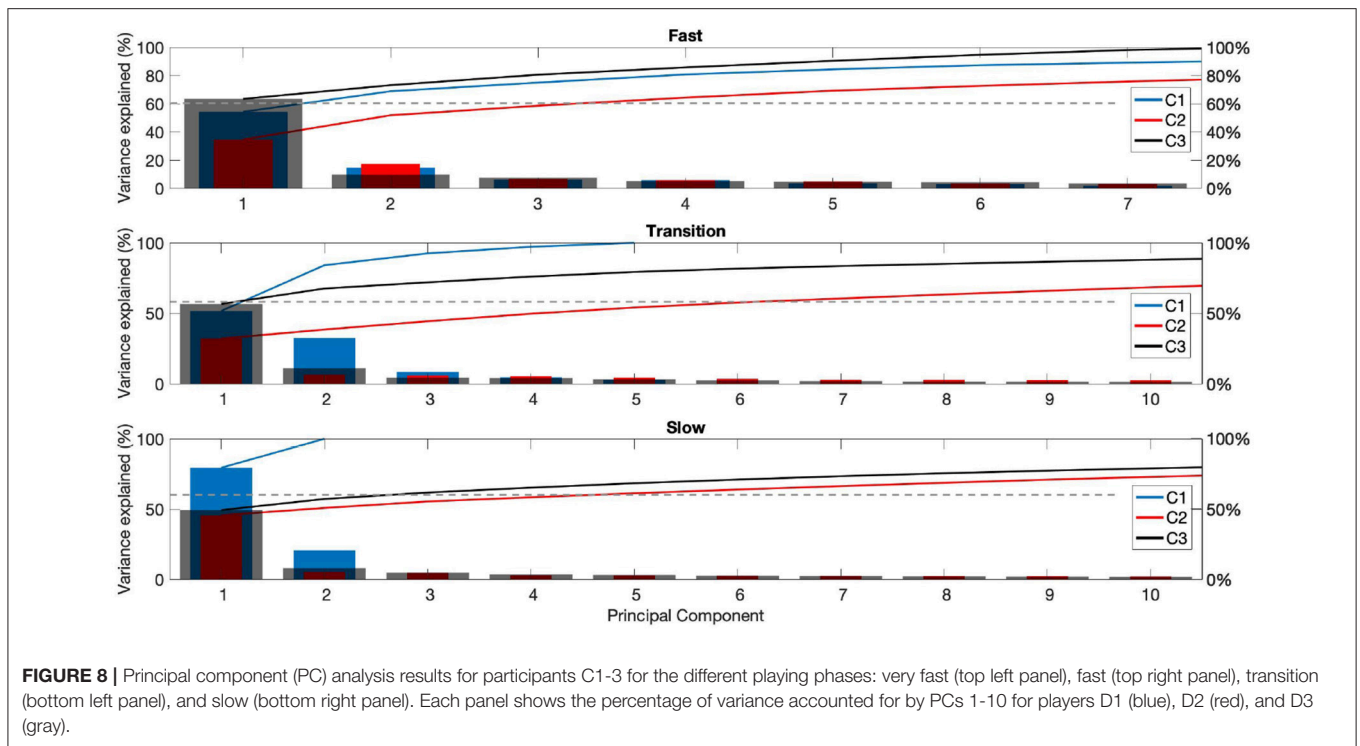 Fast
Variance explained (%)
100
80
60
40
20
0
100%
80%
60%
40%
20%
0%
C1
C2
C3
1 2 3 4 5 6 7
Transition
Variance explained (%)
100
50
0
100%
50%
0%
C1
C2
C3
1 2 3 4 5 6 7 8 9 10
Slow
Variance explained (%)
100
50
0
100%
50%
0%
C1
C2
C3
1 2 3 4 5 6 7 8 9 10
Principal Component
FIGURE 8 | Principal component (PC) analysis results for participants C1-3 for the different playing phases: very fast (top left panel), fast (top right panel), transition
(bottom left panel), and slow (bottom right panel). Each panel shows the percentage of variance accounted for by PCs 1-10 for players D1 (blue), D2 (red), and D3
(gray).